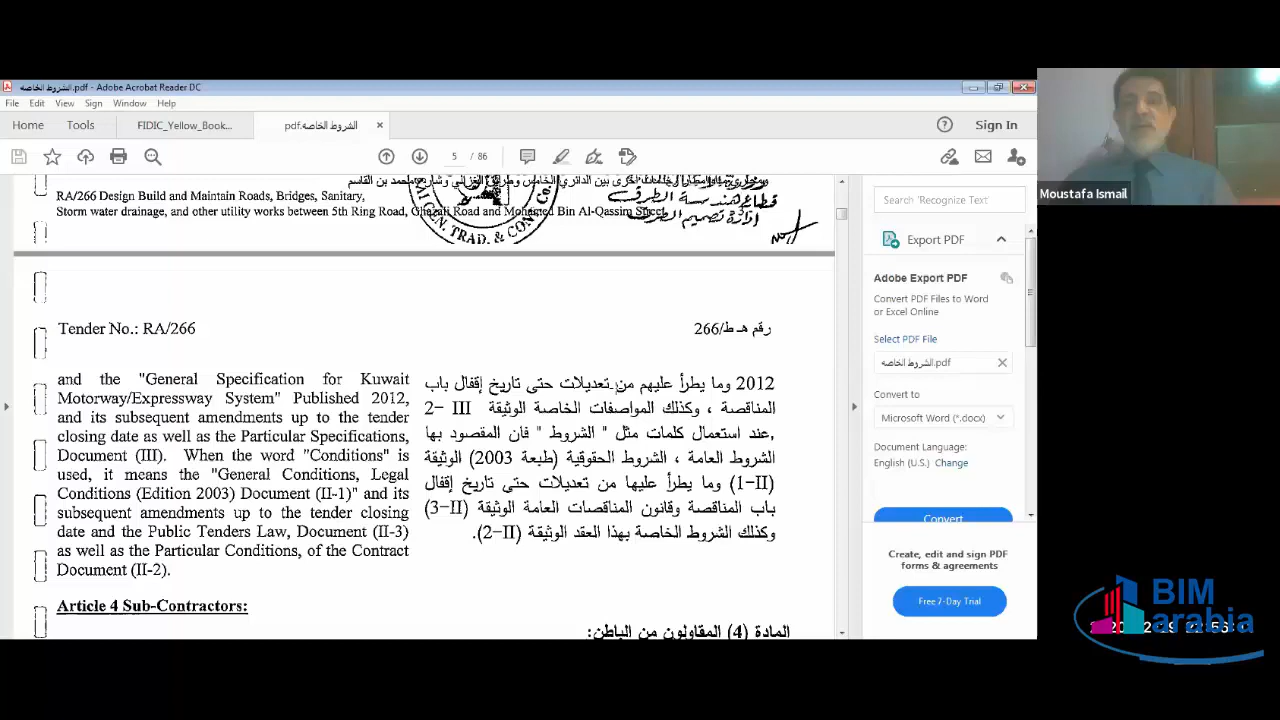 الشروط الخاصه.pdf - Adobe Acrobat Reader DC
File Edit View Sign Window Help
Home Tools FIDIC_Yellow_Book... الشروط الخاصه.pdf
Sign In
5 / 86
RA/266 Design Build and Maintain Roads, Bridges, Sanitary,
Storm water drainage, and other utility works between 5th Ring Road, Ghazali Road and Mohamed Bin Al-Qassim Street
قطاع هندسة الطرق
إدارة تصميم الطرق
GEN. TRAD. & CONT. CO.
Tender No.: RA/266
رقم هـ ط/266
and the "General Specification for Kuwait
Motorway/Expressway System" Published 2012,
and its subsequent amendments up to the tender
closing date as well as the Particular Specifications,
Document (III). When the word "Conditions" is
used, it means the "General Conditions, Legal
Conditions (Edition 2003) Document (II-1)" and its
subsequent amendments up to the tender closing
date and the Public Tenders Law, Document (II-3)
as well as the Particular Conditions, of the Contract
Document (II-2).
2012 وما يطرأ عليهم من تعديلات حتى تاريخ إقفال باب
المناقصة ، وكذلك المواصفات الخاصة الوثيقة III –2
,عند استعمال كلمات مثل " الشروط " فان المقصود بها
الشروط العامة ، الشروط الحقوقية (طبعة 2003) الوثيقة
(II–1) وما يطرأ عليها من تعديلات حتى تاريخ إقفال
باب المناقصة وقانون المناقصات العامة الوثيقة (II–3)
وكذلك الشروط الخاصة بهذا العقد الوثيقة (II–2).
Article 4 Sub-Contractors:
المادة (4) المقاولون من الباطن:
Search 'Recognize Text'
Export PDF
Adobe Export PDF
Convert PDF Files to Word
or Excel Online
Select PDF File
الشروط الخاصه.pdf
Convert to
Microsoft Word (*.docx)
Document Language:
English (U.S.) Change
Convert
Create, edit and sign PDF
forms & agreements
Free 7-Day Trial
Moustafa Ismail
BIM
arabia